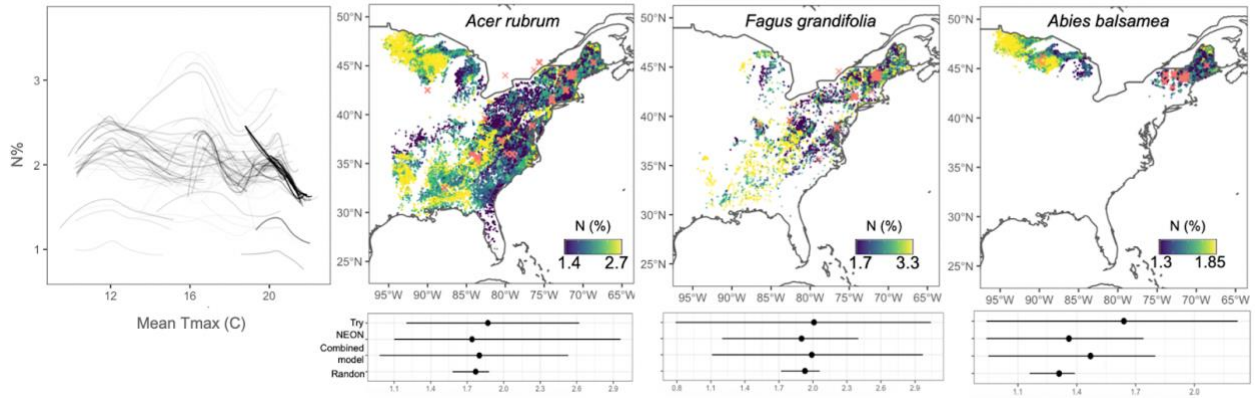 Acer rubrum
Fagus grandifolia
Abies balsamea
N%
3
2
1
12
16
20
Mean Tmax (C)
50°N
45°N
40°N
35°N
30°N
25°N
N (%)
1.4 2.7
95°W 90°W 85°W 80°W 75°W 70°W 65°W
50°N
45°N
40°N
35°N
30°N
25°N
N (%)
1.7 3.3
95°W 90°W 85°W 80°W 75°W 70°W 65°W
50°N
45°N
40°N
35°N
30°N
25°N
N (%)
1.3 1.85
95°W 90°W 85°W 80°W 75°W 70°W 65°W
Try
NEON
Combined
model
Randon
1.1 1.4 1.7 2.0 2.3 2.6 2.9
0.8 1.1 1.4 1.7 2.0 2.3 2.6 2.9
1.1 1.4 1.7 2.0